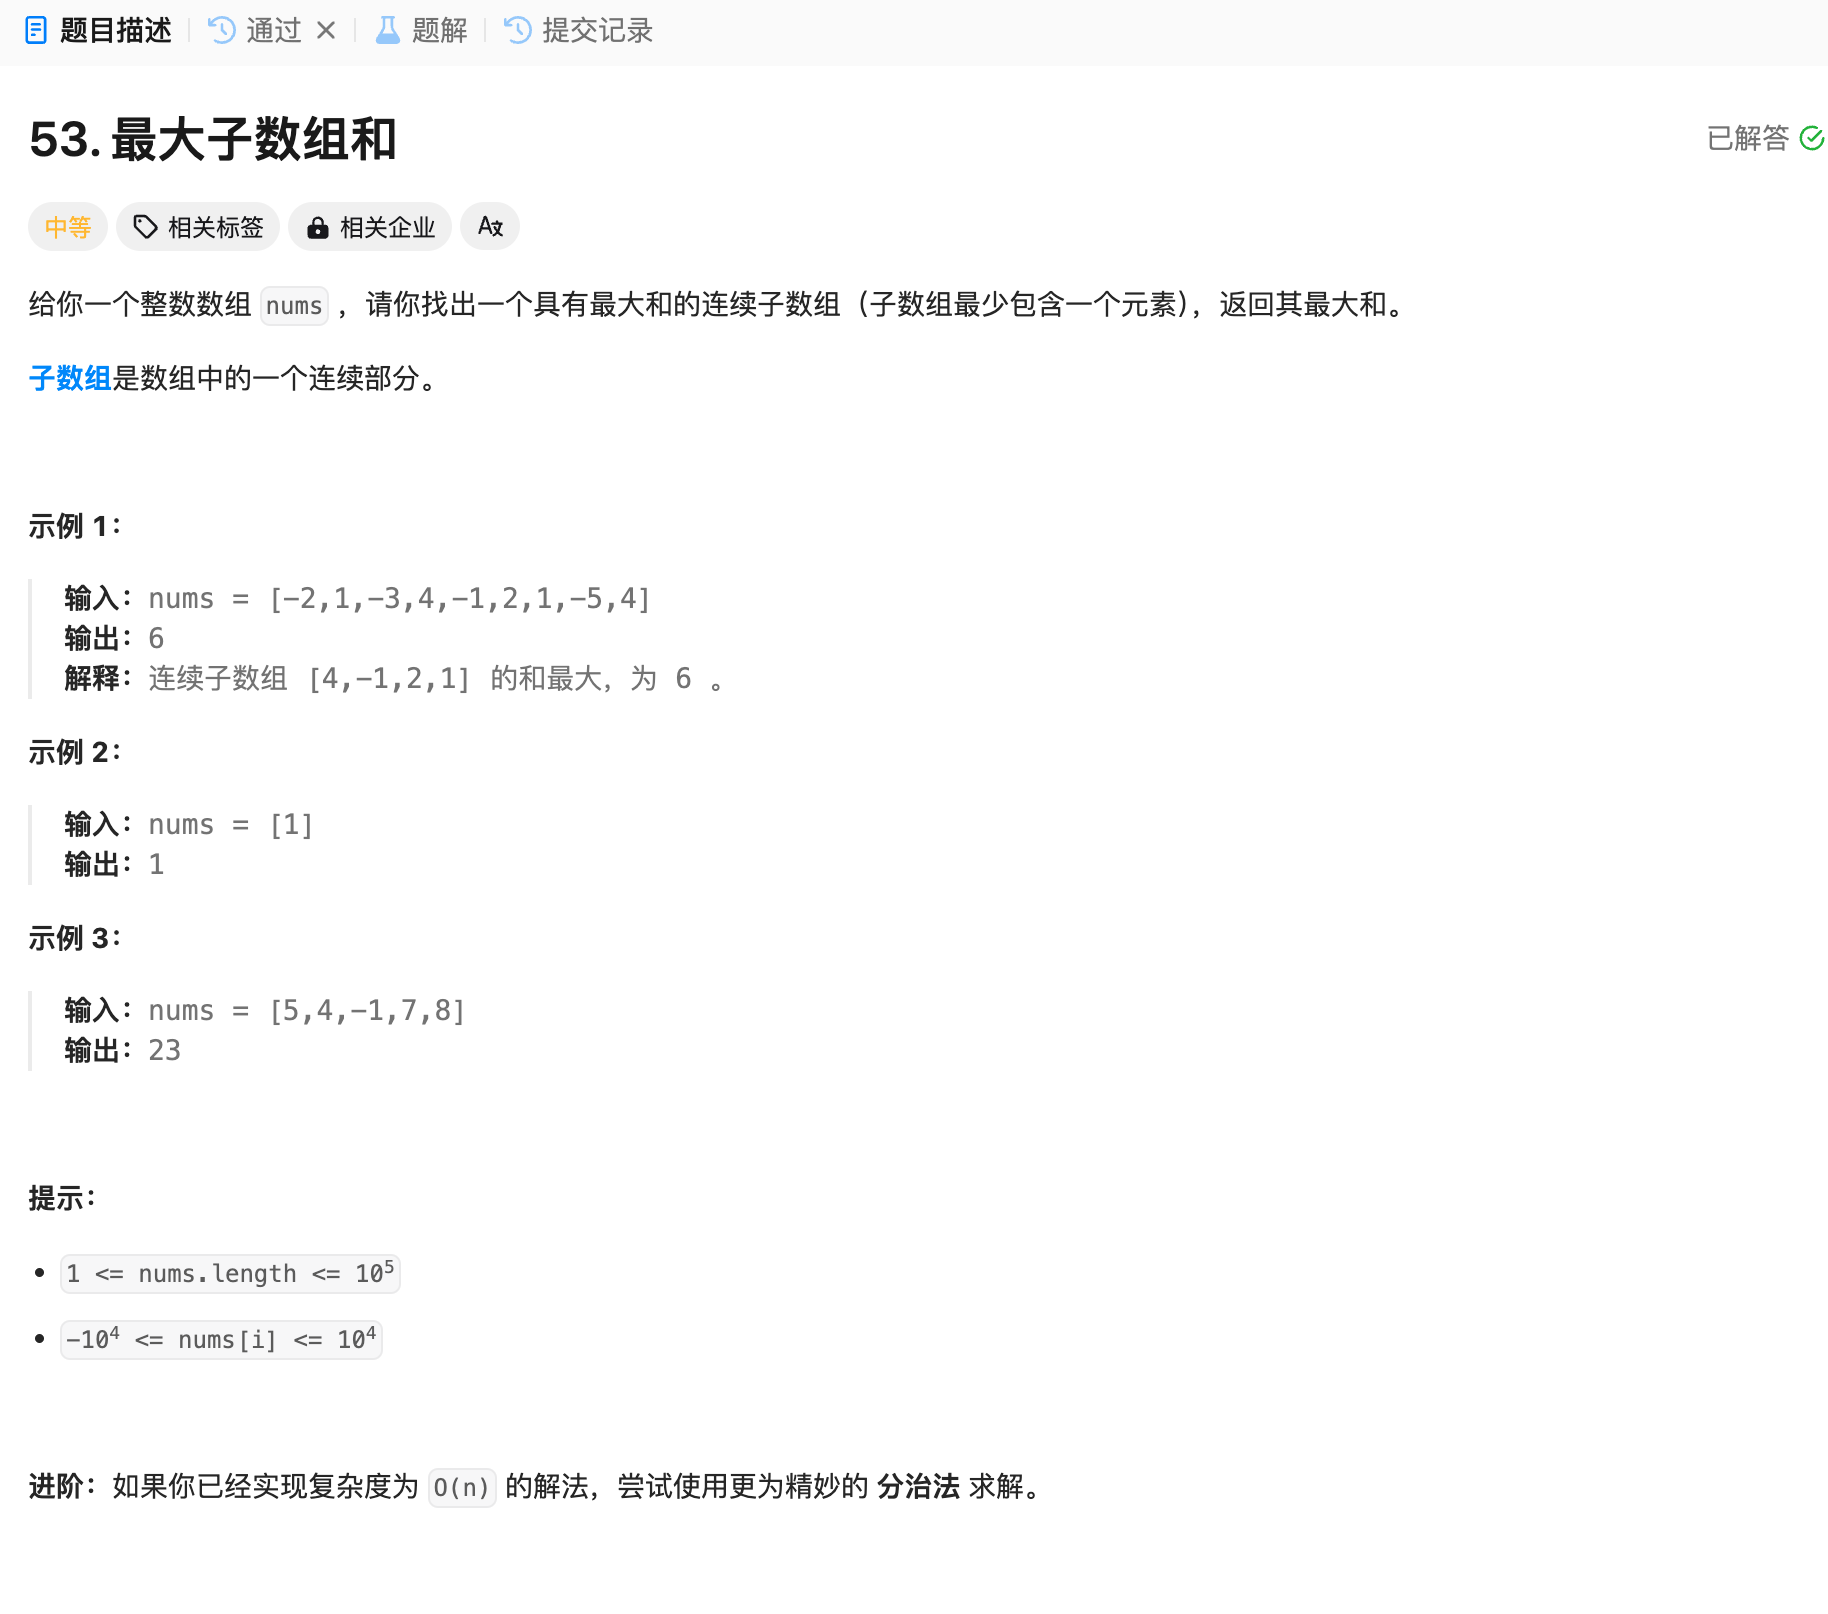 题目描述 通过 题解 提交记录
53. 最大子数组和
已解答
中等 相关标签 相关企业 Aあ
给你一个整数数组 nums ，请你找出一个具有最大和的连续子数组（子数组最少包含一个元素），返回其最大和。
子数组是数组中的一个连续部分。
示例 1：
输入：nums = [-2,1,-3,4,-1,2,1,-5,4]
输出：6
解释：连续子数组 [4,-1,2,1] 的和最大，为 6 。
示例 2：
输入：nums = [1]
输出：1
示例 3：
输入：nums = [5,4,-1,7,8]
输出：23
提示：
• 1 <= nums.length <= 10⁵
• -10⁴ <= nums[i] <= 10⁴
进阶：如果你已经实现复杂度为 O(n) 的解法，尝试使用更为精妙的 分治法 求解。